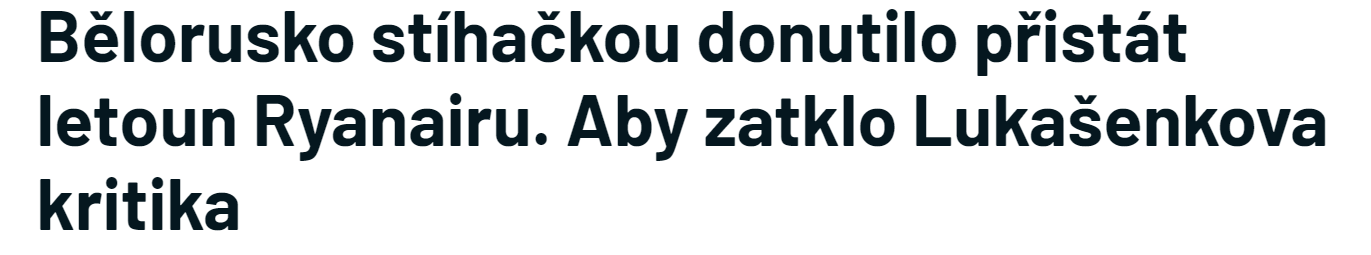 Bělorusko stíhačkou donutilo přistát
letoun Ryanairu. Aby zatklo Lukašenkova
kritika